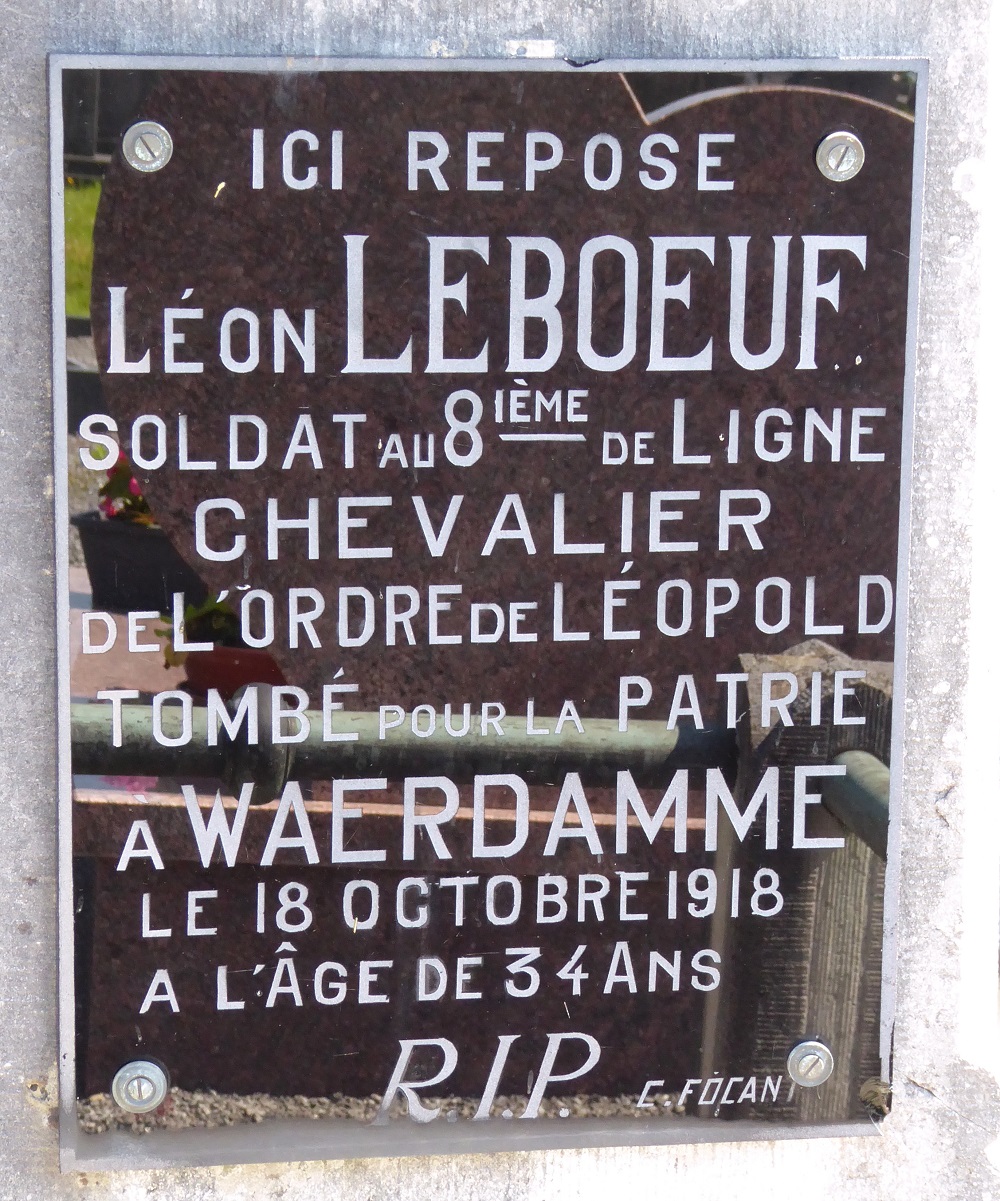 ICI REPOSE
LÉON LEBOEUF
SOLDAT AU 8IÈME DE LIGNE
CHEVALIER
DE L'ORDRE DE LÉOPOLD
TOMBÉ POUR LA PATRIE
À WAERDAMME
LE 18 OCTOBRE 1918
A L'ÂGE DE 34 ANS
R.I.P.
C. FOCAN